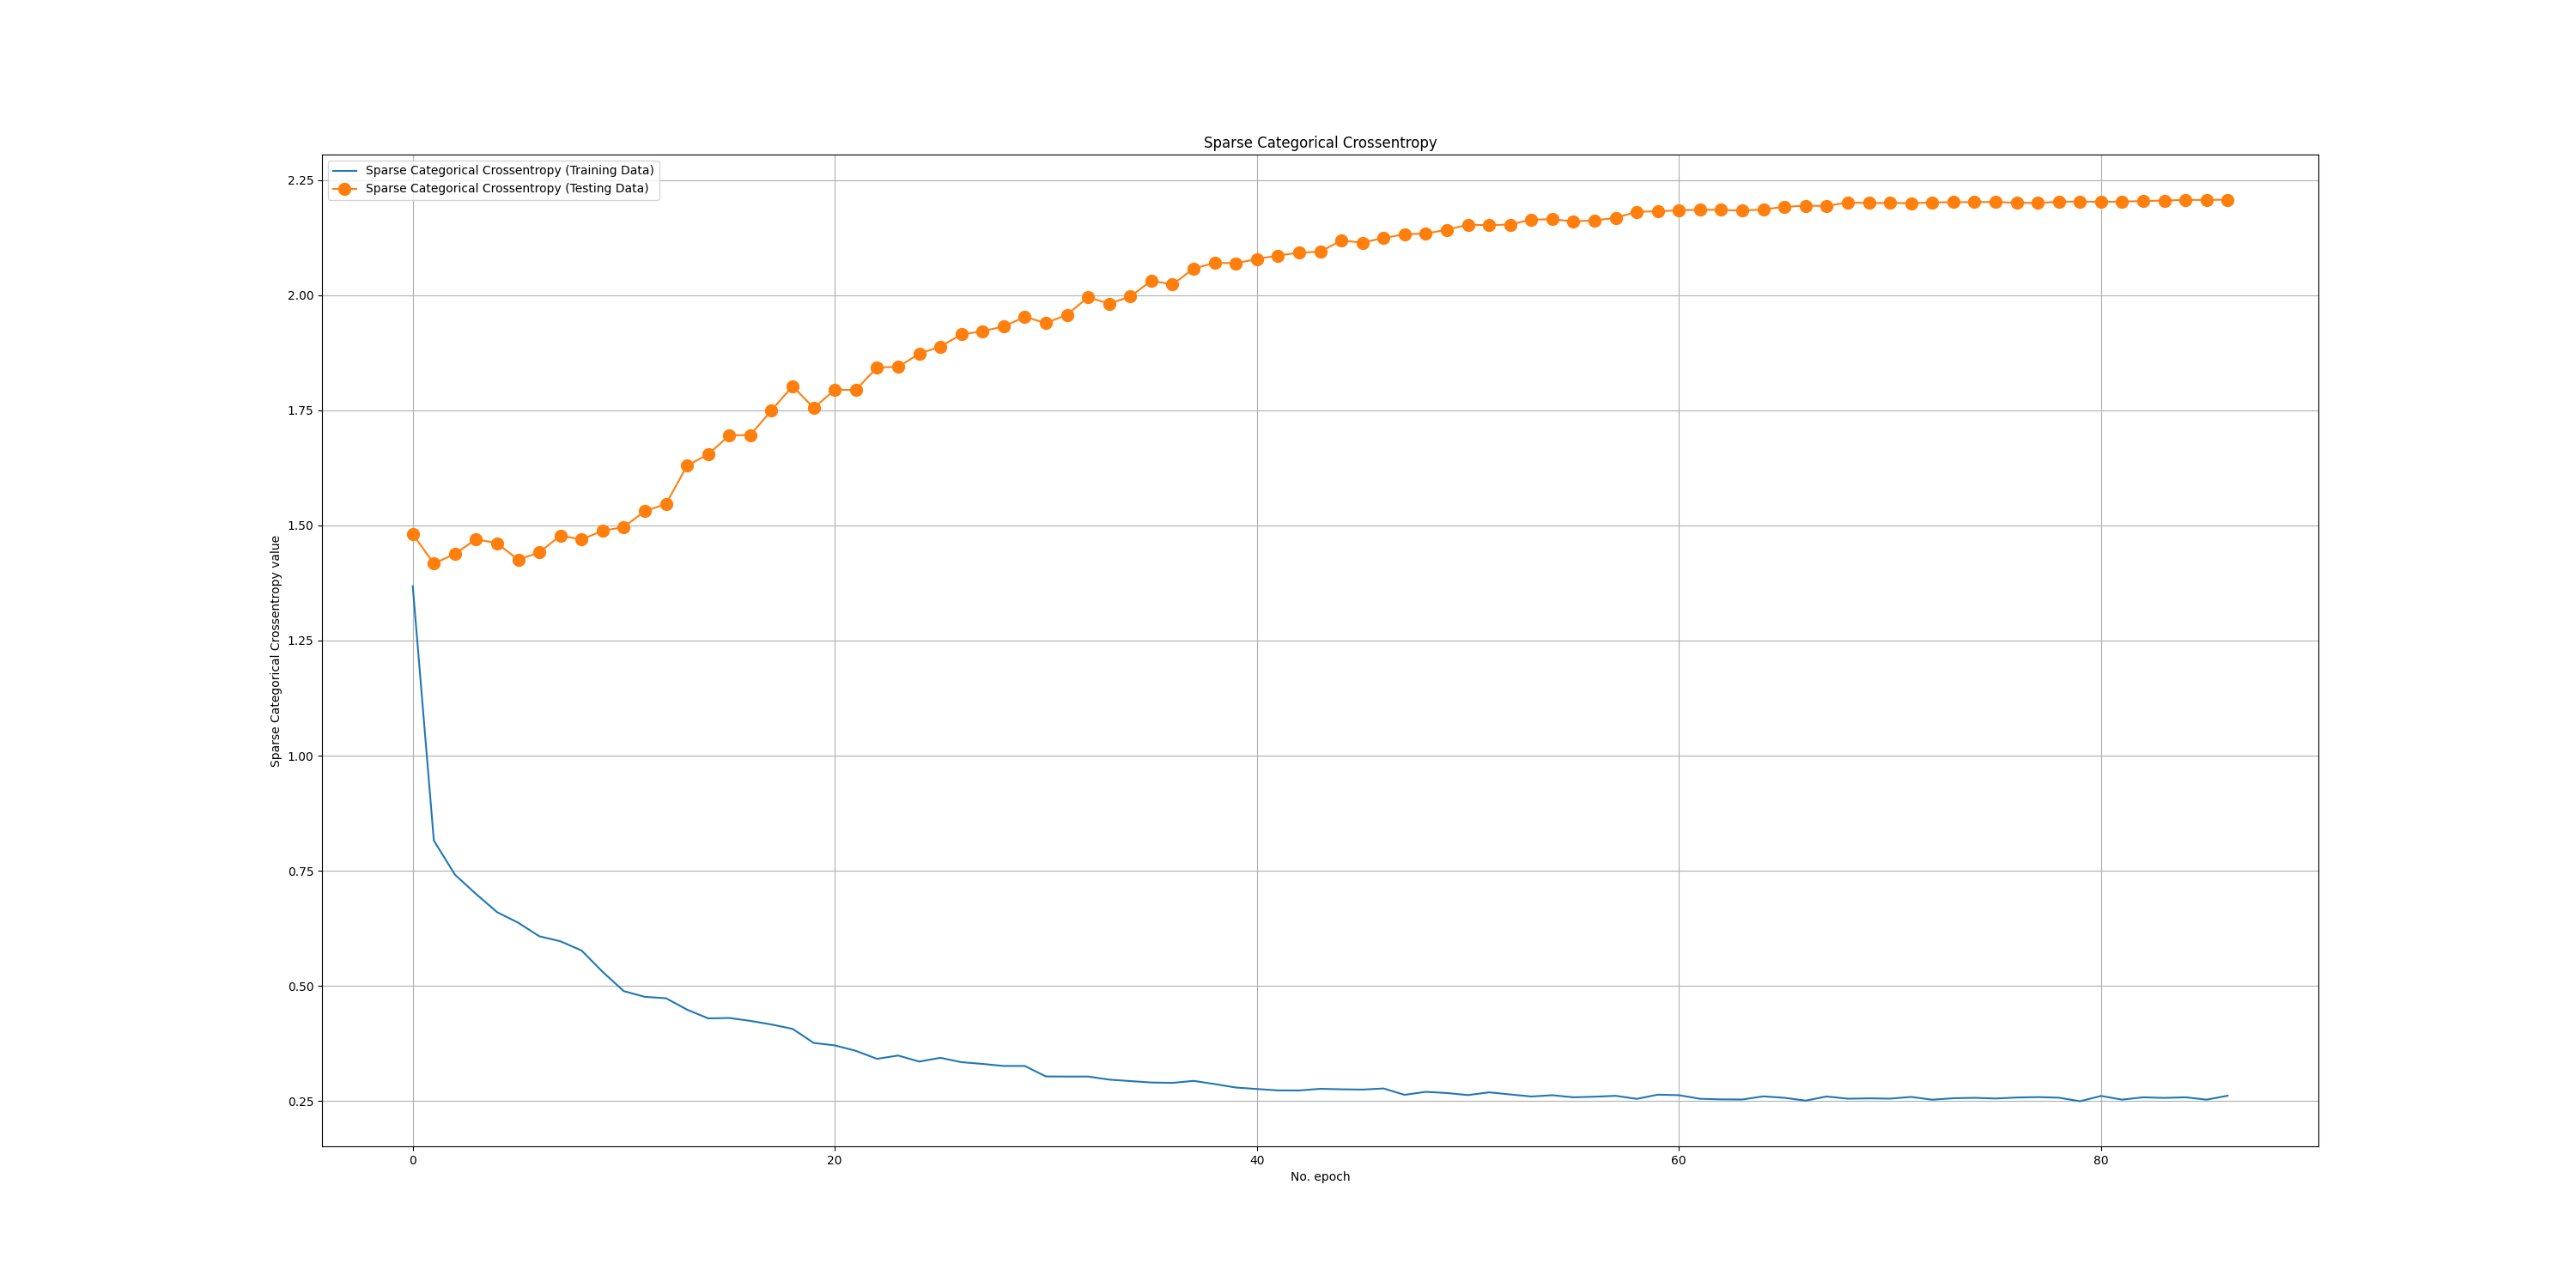 Sparse Categorical Crossentropy
Sparse Categorical Crossentropy (Training Data)
Sparse Categorical Crossentropy (Testing Data)
2.25
2.00
1.75
1.50
1.25
1.00
0.75
0.50
0.25
Sparse Categorical Crossentropy value
0 20 40 60 80
No. epoch